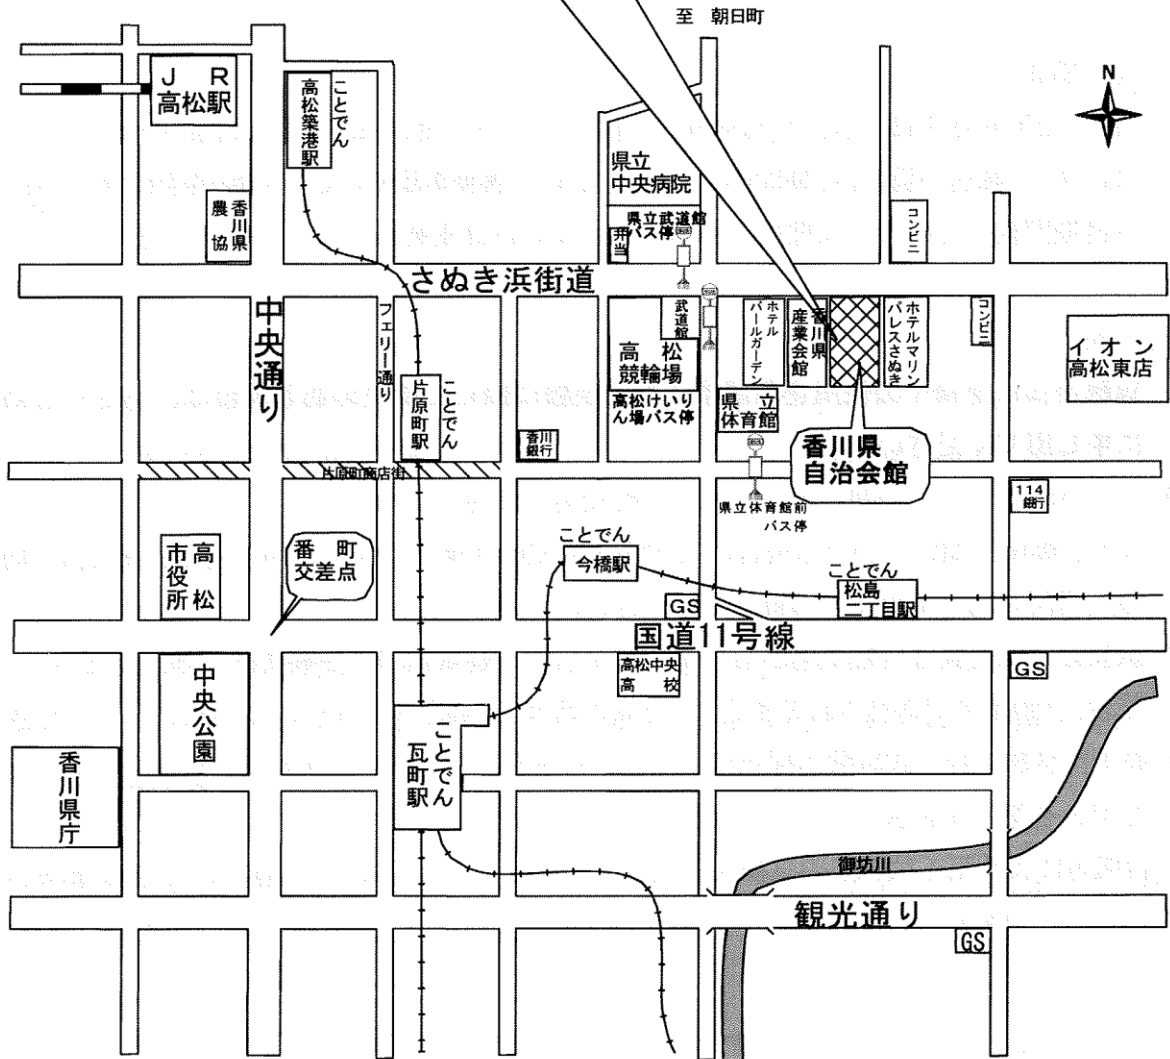 至 朝日町
N
JR
高松駅
ことでん
高松築港駅
県立
中央病院
香川県
農協
県立武道館
バス停
弁当
コンビニ
さぬき浜街道
中央通り
フェリー通り
武道館
ホテル
パールガーデン
香川県
産業会館
ホテルマリン
パレスさぬき
コンビニ
イオン
高松東店
高松
競輪場
ことでん
片原町駅
高松けいり
ん場バス停
県立
体育館
香川
銀行
香川県
自治会館
片原町商店街
114
銀行
県立体育館前
バス停
高松
市役所
番町
交差点
ことでん
今橋駅
ことでん
松島
二丁目駅
GS
国道11号線
高松中央
高校
GS
中央公園
ことでん
瓦町駅
香川県庁
御坊川
観光通り
GS